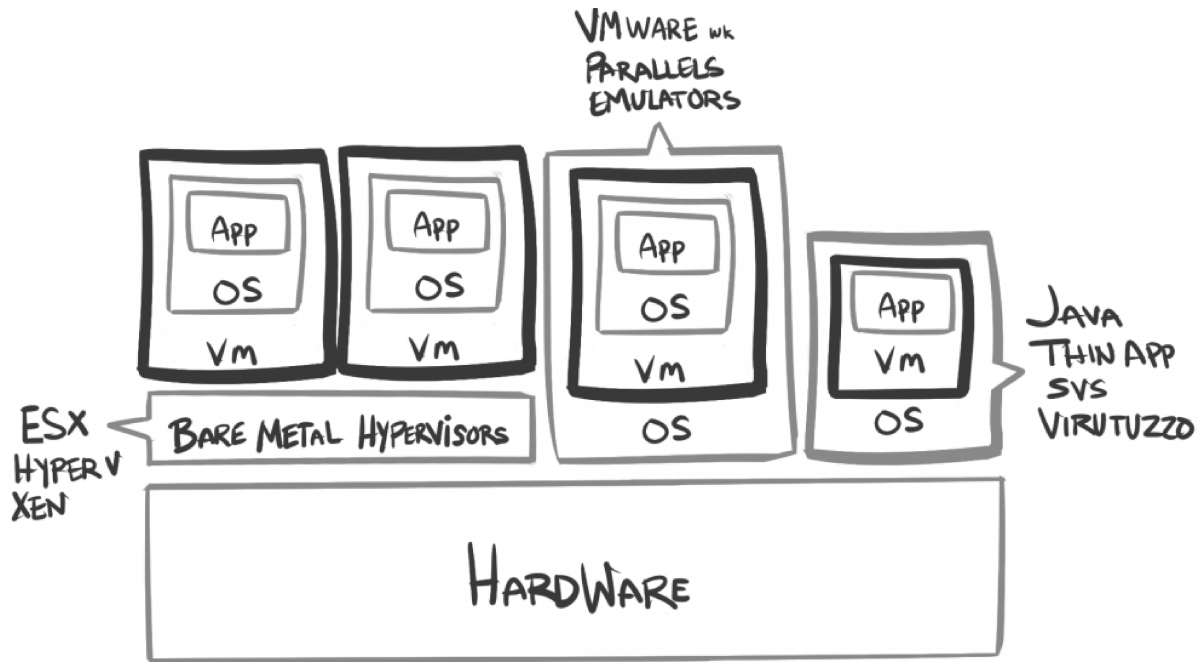 VMWARE WK
PARALLELS
EMULATORS
App
OS
Vm
App
OS
Vm
App
OS
Vm
OS
App
Vm
OS
JAVA
THIN APP
SVS
VIRUTUZZO
ESX
HYPER V
XEN
BARE METAL HYPERVISORS
HARDWARE